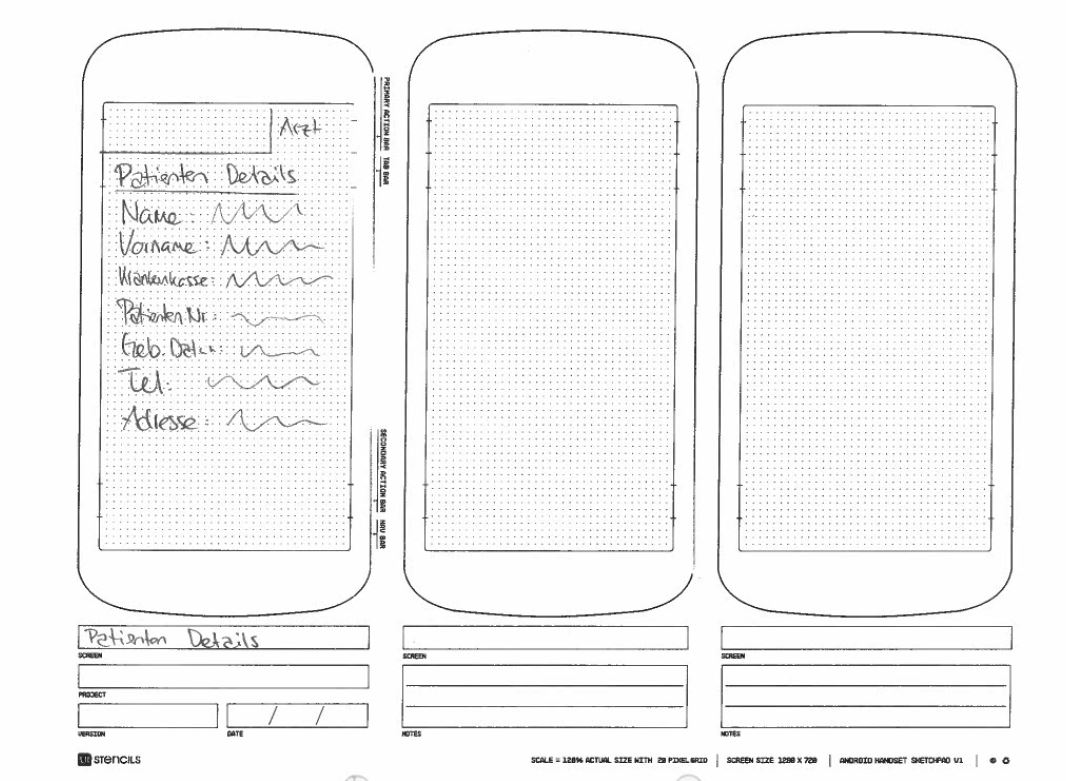 Arzt
Patienten Details
Name:
Vorname:
Krankenkasse:
Patienten Nr:
Geb. Datum:
Tel:
Adresse:
PRIMARY ACTION BAR TAB BAR
SECONDARY ACTION BAR NAV BAR
Patienten Details
SCREEN
SCREEN
SCREEN
PROJECT
VERSION
DATE
/ /
NOTES
NOTES
UI STENCILS
SCALE = 120% ACTUAL SIZE WITH 20 PIXEL GRID | SCREEN SIZE 1280 X 720 | ANDROID HANDSET SKETCHPAD V1